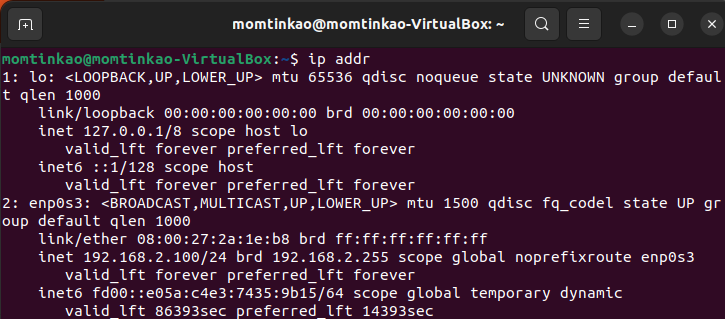 momtinkao@momtinkao-VirtualBox: ~
momtinkao@momtinkao-VirtualBox:~$ ip addr
1: lo: <LOOPBACK,UP,LOWER_UP> mtu 65536 qdisc noqueue state UNKNOWN group defaul
t qlen 1000
    link/loopback 00:00:00:00:00:00 brd 00:00:00:00:00:00
    inet 127.0.0.1/8 scope host lo
       valid_lft forever preferred_lft forever
    inet6 ::1/128 scope host
       valid_lft forever preferred_lft forever
2: enp0s3: <BROADCAST,MULTICAST,UP,LOWER_UP> mtu 1500 qdisc fq_codel state UP gr
oup default qlen 1000
    link/ether 08:00:27:2a:1e:b8 brd ff:ff:ff:ff:ff:ff
    inet 192.168.2.100/24 brd 192.168.2.255 scope global noprefixroute enp0s3
       valid_lft forever preferred_lft forever
    inet6 fd00::e05a:c4e3:7435:9b15/64 scope global temporary dynamic
       valid_lft 86393sec preferred_lft 14393sec